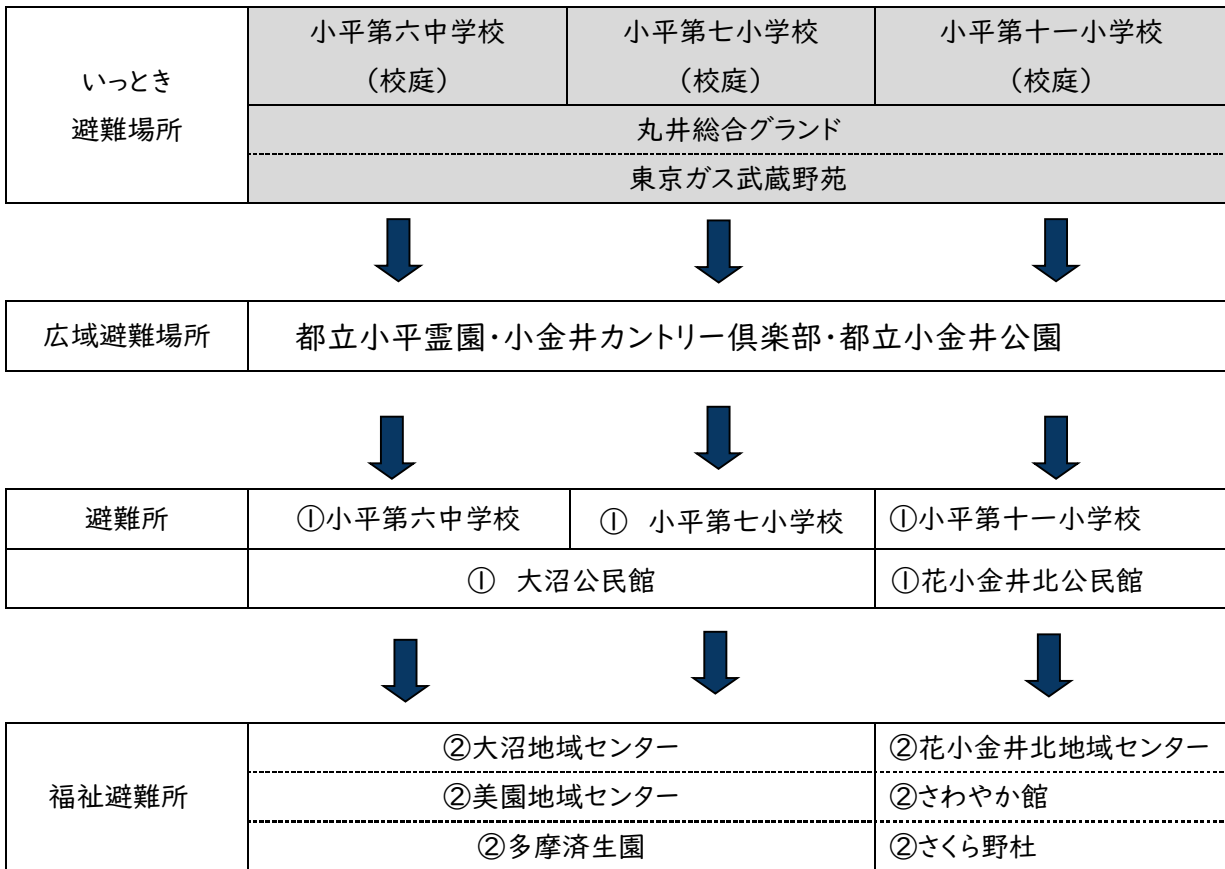 いっとき
避難場所
小平第六中学校
（校庭）
小平第七小学校
（校庭）
小平第十一小学校
（校庭）
丸井総合グランド
東京ガス武蔵野苑
広域避難場所
都立小平霊園・小金井カントリー倶楽部・都立小金井公園
避難所
①小平第六中学校
① 小平第七小学校
①小平第十一小学校
① 大沼公民館
①花小金井北公民館
福祉避難所
②大沼地域センター
②花小金井北地域センター
②美園地域センター
②さわやか館
②多摩済生園
②さくら野杜